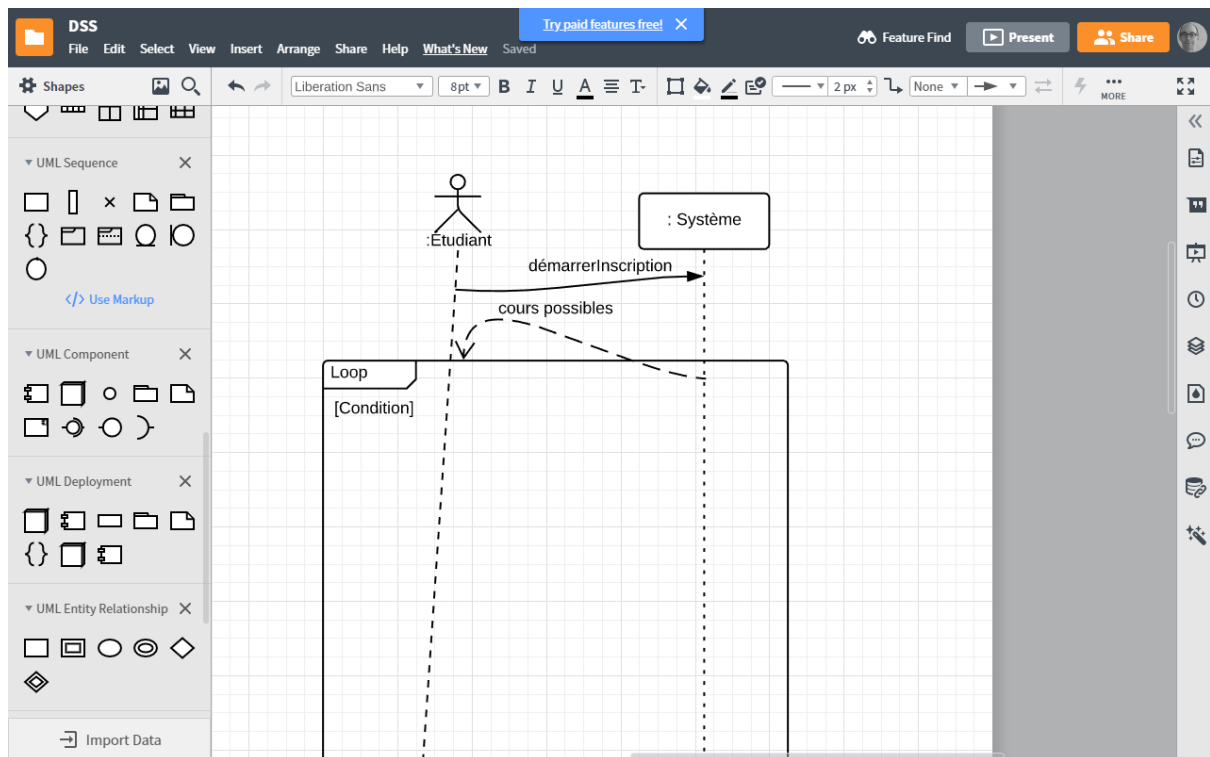 Try paid features free!
DSS
File Edit Select View Insert Arrange Share Help What's New Saved
Feature Find
Present
Share
Shapes
Liberation Sans
8pt
B I U A
T
2 px
None
MORE
UML Sequence
</> Use Markup
UML Component
UML Deployment
UML Entity Relationship
Import Data
:Étudiant
: Système
démarrerInscription
cours possibles
Loop
[Condition]